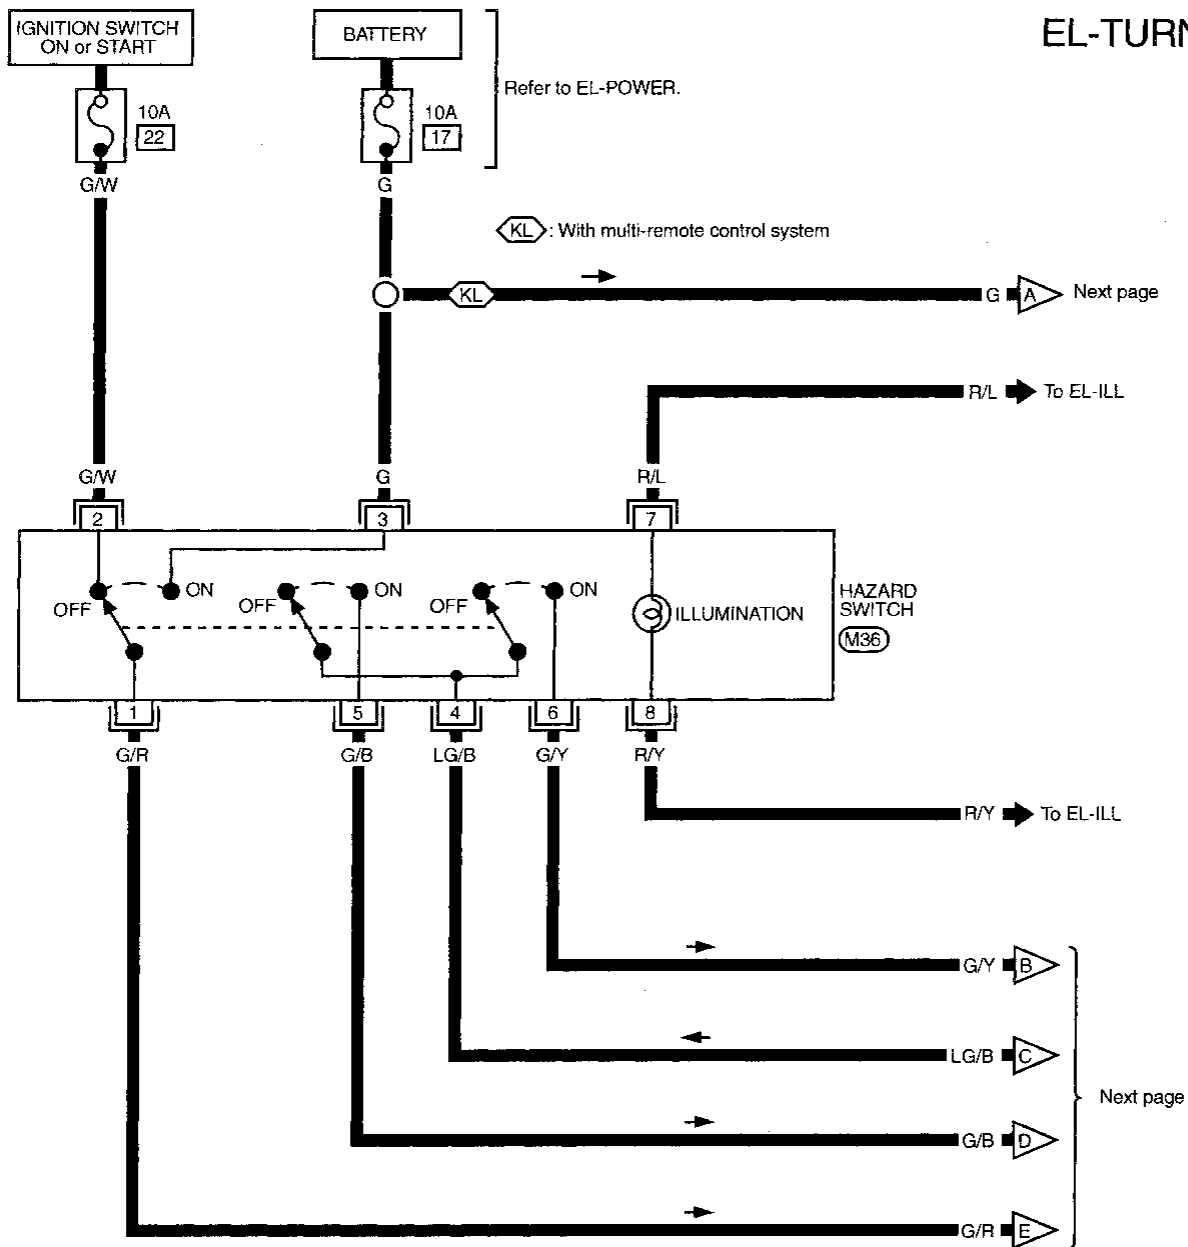 IGNITION SWITCH
ON or START
BATTERY
EL-TURN
Refer to EL-POWER.
10A
22
10A
17
G/W
G
KL : With multi-remote control system
KL
G
A
Next page
R/L
To EL-ILL
G/W
G
R/L
2
3
7
OFF
ON
OFF
ON
OFF
ON
ILLUMINATION
HAZARD
SWITCH
M36
1
5
4
6
8
G/R
G/B
LG/B
G/Y
R/Y
R/Y
To EL-ILL
G/Y
B
LG/B
C
Next page
G/B
D
G/R
E